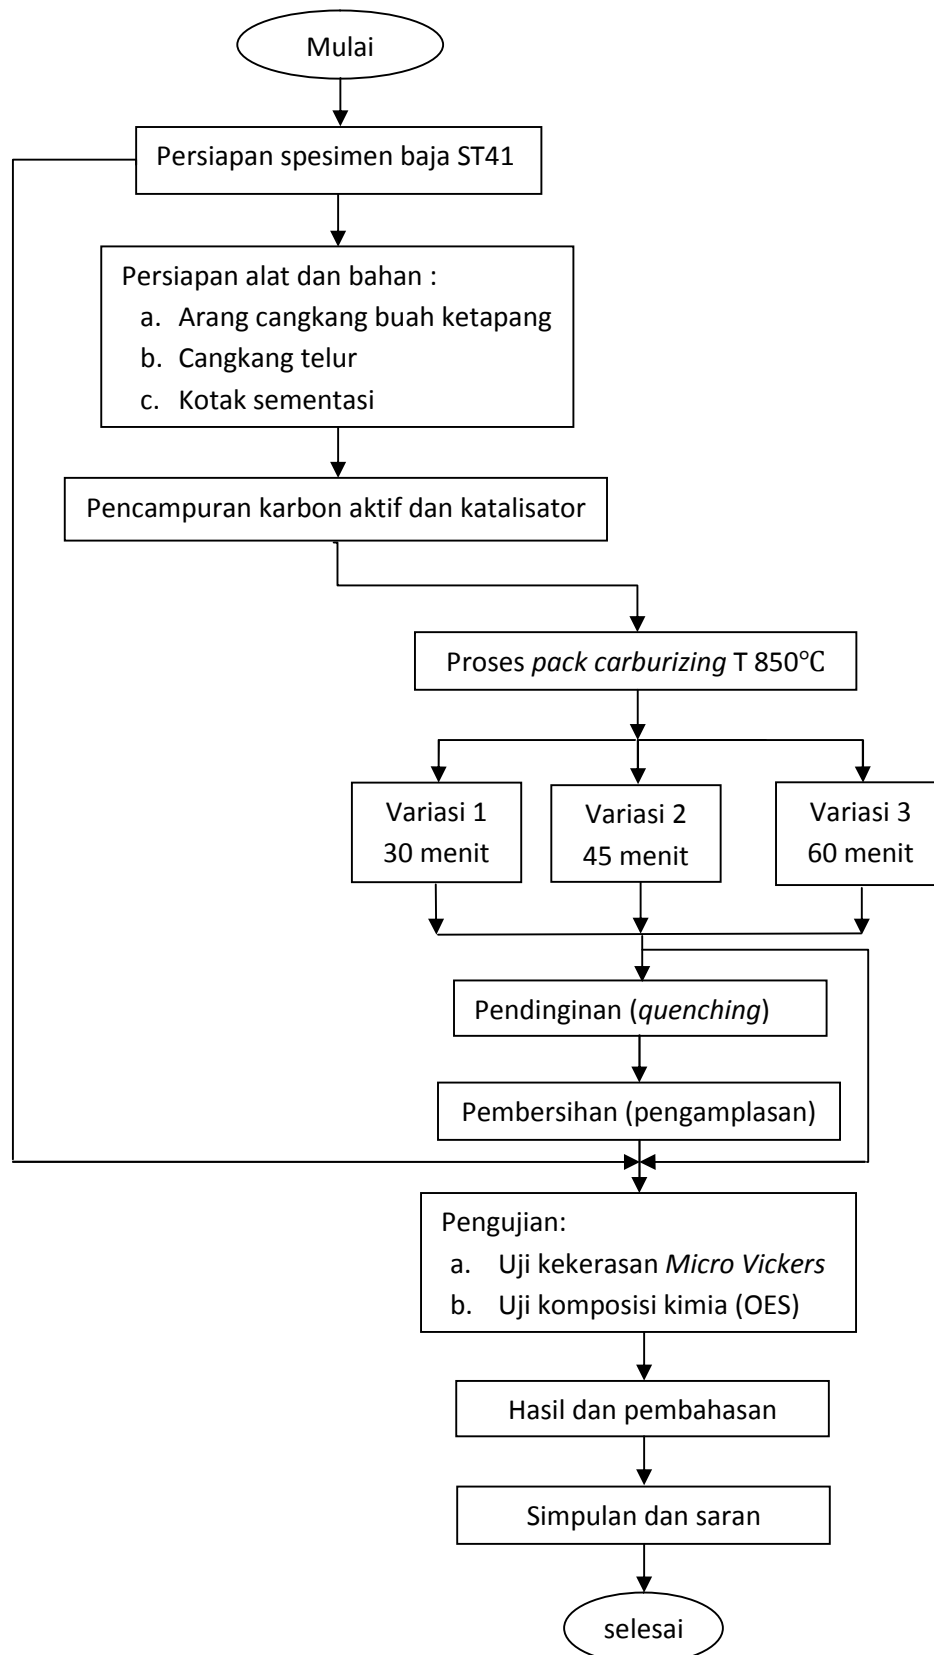 Mulai
Persiapan spesimen baja ST41
Persiapan alat dan bahan :
a. Arang cangkang buah ketapang
b. Cangkang telur
c. Kotak sementasi
Pencampuran karbon aktif dan katalisator
Proses pack carburizing T 850℃
Variasi 1
30 menit
Variasi 2
45 menit
Variasi 3
60 menit
Pendinginan (quenching)
Pembersihan (pengamplasan)
Pengujian:
a. Uji kekerasan Micro Vickers
b. Uji komposisi kimia (OES)
Hasil dan pembahasan
Simpulan dan saran
selesai